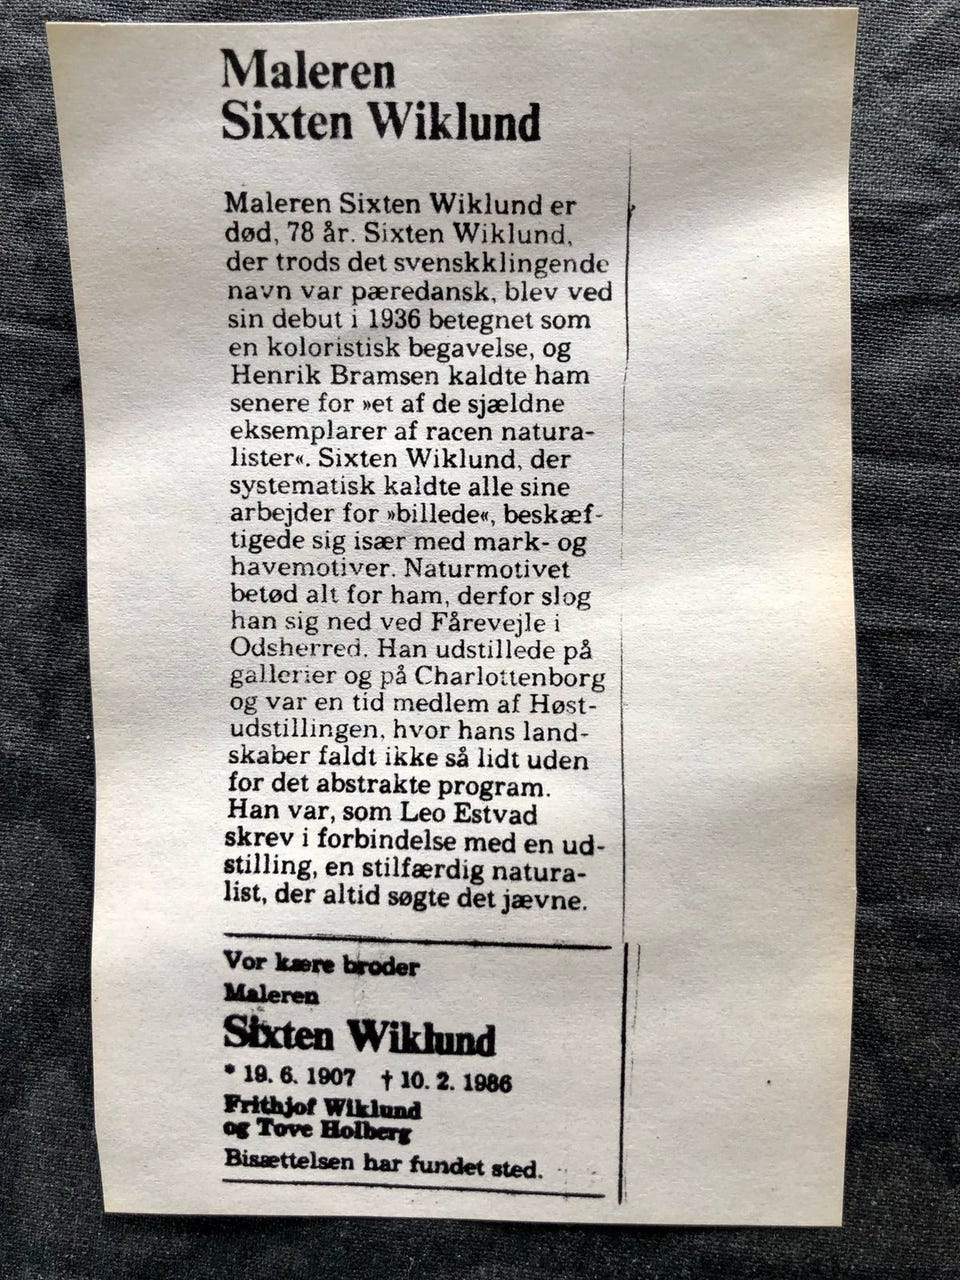 Maleren
Sixten Wiklund
Maleren Sixten Wiklund er
død, 78 år. Sixten Wiklund,
der trods det svenskklingende
navn var pæredansk, blev ved
sin debut i 1936 betegnet som
en koloristisk begavelse, og
Henrik Bramsen kaldte ham
senere for »et af de sjældne
eksemplarer af racen natura-
lister«. Sixten Wiklund, der
systematisk kaldte alle sine
arbejder for »billede«, beskæf-
tigede sig især med mark- og
havemotiver. Naturmotivet
betød alt for ham, derfor slog
han sig ned ved Fårevejle i
Odsherred. Han udstillede på
gallerier og på Charlottenborg
og var en tid medlem af Høst-
udstillingen, hvor hans land-
skaber faldt ikke så lidt uden
for det abstrakte program.
Han var, som Leo Estvad
skrev i forbindelse med en ud-
stilling, en stilfærdig natura-
list, der altid søgte det jævne.
Vor kære broder
Maleren
Sixten Wiklund
* 19. 6. 1907 † 10. 2. 1986
Frithjof Wiklund
og Tove Holberg
Bisættelsen har fundet sted.